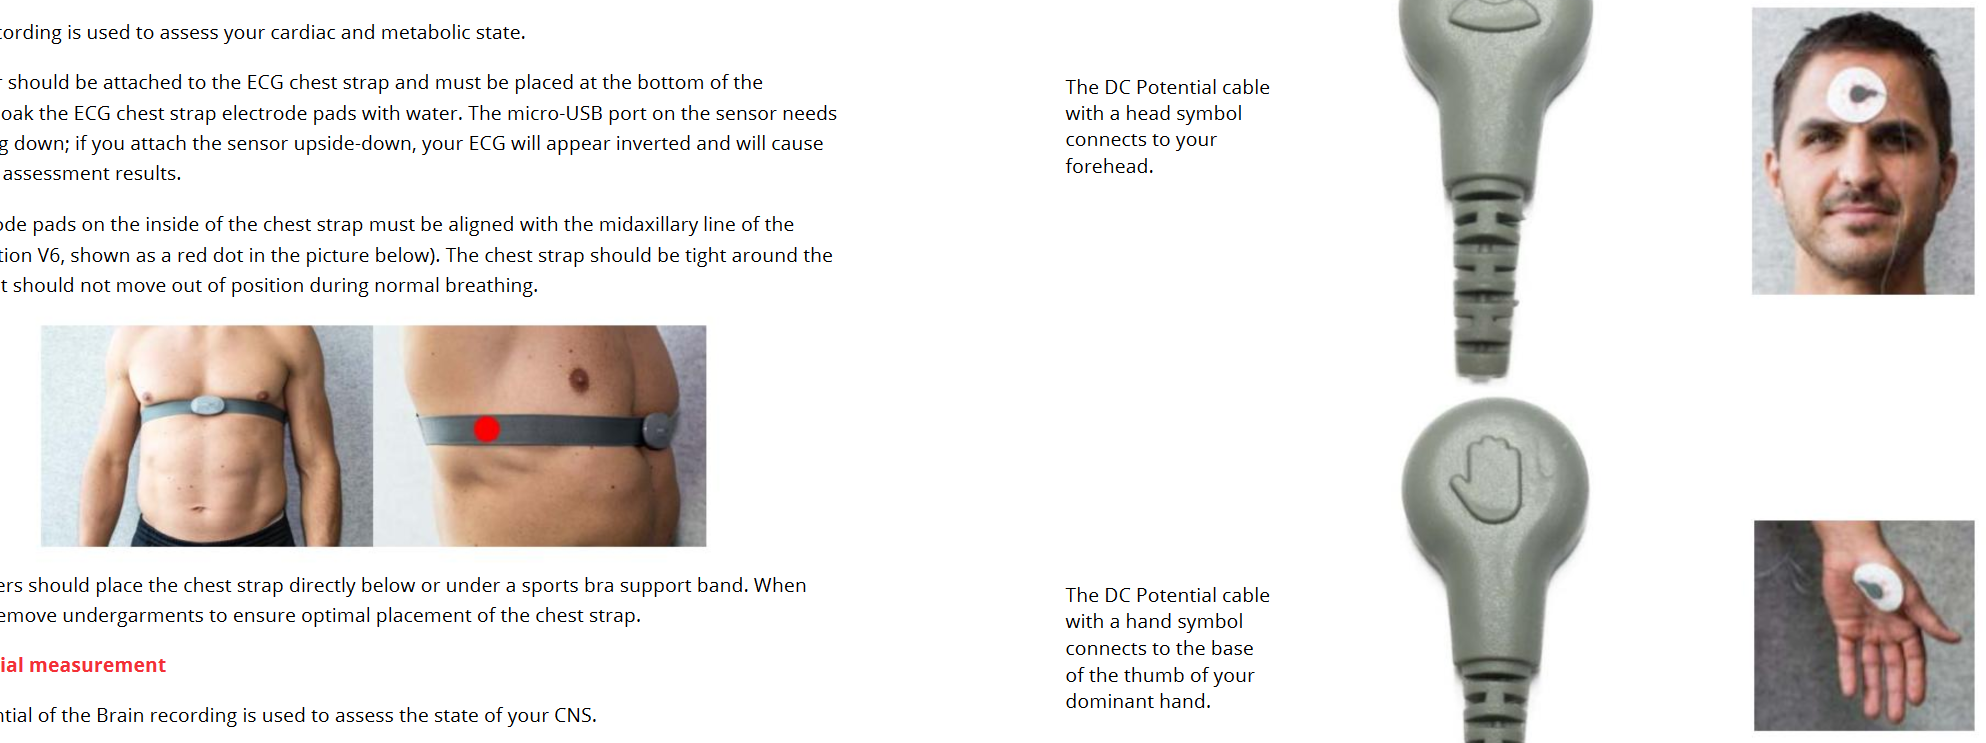 cording is used to assess your cardiac and metabolic state.
r should be attached to the ECG chest strap and must be placed at the bottom of the
oak the ECG chest strap electrode pads with water. The micro-USB port on the sensor needs
g down; if you attach the sensor upside-down, your ECG will appear inverted and will cause
assessment results.
ode pads on the inside of the chest strap must be aligned with the midaxillary line of the
tion V6, shown as a red dot in the picture below). The chest strap should be tight around the
t should not move out of position during normal breathing.
ers should place the chest strap directly below or under a sports bra support band. When
emove undergarments to ensure optimal placement of the chest strap.
ial measurement
ntial of the Brain recording is used to assess the state of your CNS.
The DC Potential cable
with a head symbol
connects to your
forehead.
The DC Potential cable
with a hand symbol
connects to the base
of the thumb of your
dominant hand.